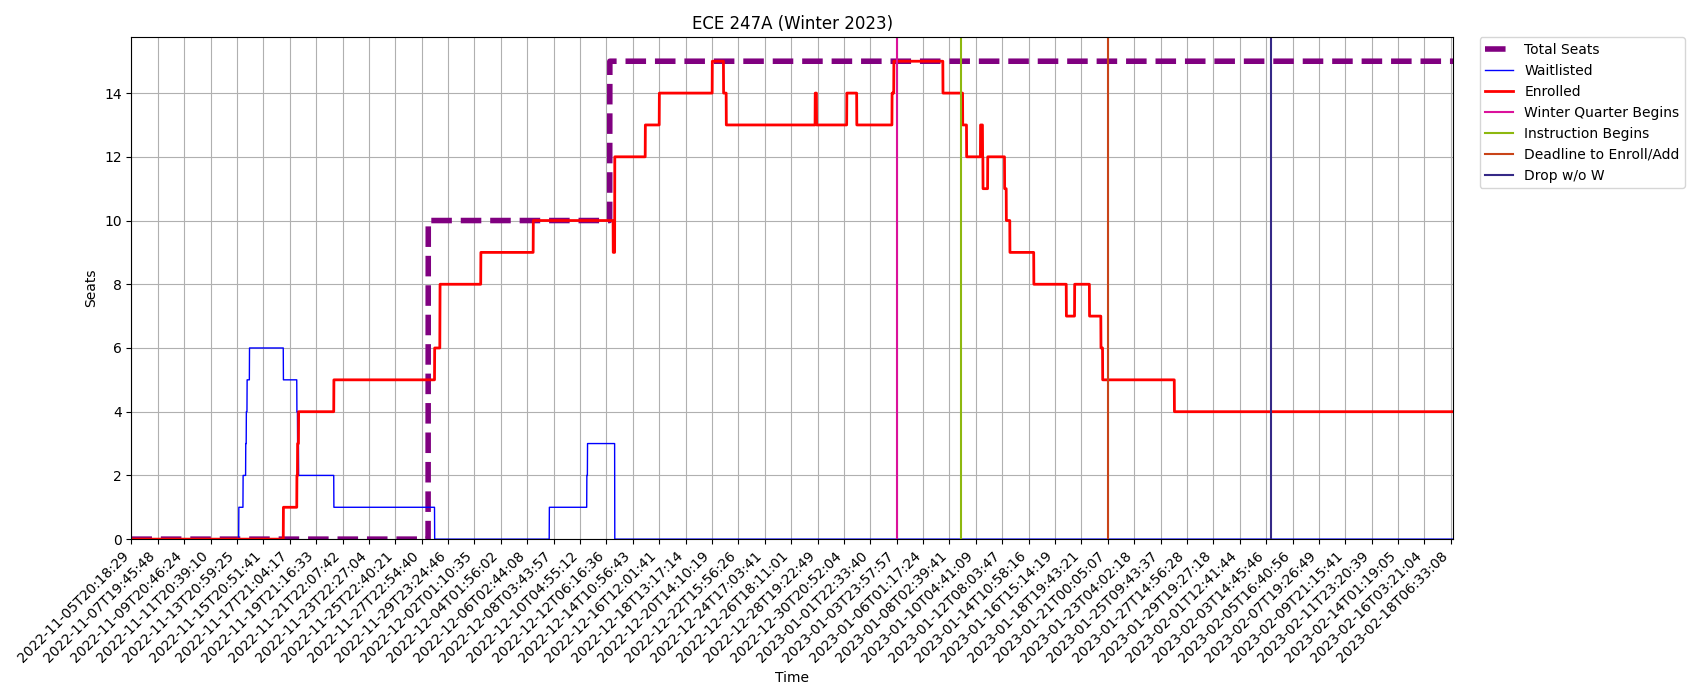 ECE 247A (Winter 2023)
Total Seats
Waitlisted
Enrolled
Winter Quarter Begins
Instruction Begins
Deadline to Enroll/Add
Drop w/o W
Seats
14
12
10
8
6
4
2
0
2022-11-05T20:18:29
2022-11-07T19:45:48
2022-11-09T20:46:24
2022-11-11T20:39:10
2022-11-13T20:59:25
2022-11-15T20:51:41
2022-11-17T21:04:17
2022-11-19T21:16:33
2022-11-21T22:07:42
2022-11-23T22:27:04
2022-11-25T22:40:21
2022-11-27T22:54:40
2022-11-29T23:24:46
2022-12-02T01:10:35
2022-12-04T01:56:02
2022-12-06T02:44:08
2022-12-08T03:43:57
2022-12-10T04:55:12
2022-12-12T06:16:36
2022-12-14T10:56:43
2022-12-16T12:01:41
2022-12-18T13:17:14
2022-12-20T14:10:19
2022-12-22T15:56:26
2022-12-24T17:03:41
2022-12-26T18:11:01
2022-12-28T19:22:49
2022-12-30T20:52:04
2023-01-01T22:33:40
2023-01-03T23:57:57
2023-01-06T01:17:24
2023-01-08T02:39:41
2023-01-10T04:41:09
2023-01-12T08:03:47
2023-01-14T10:58:16
2023-01-16T15:14:19
2023-01-18T19:43:21
2023-01-21T00:05:07
2023-01-23T04:02:18
2023-01-25T09:43:37
2023-01-27T14:56:28
2023-01-29T19:27:18
2023-02-01T12:41:44
2023-02-03T14:45:46
2023-02-05T16:40:56
2023-02-07T19:26:49
2023-02-09T21:15:41
2023-02-11T23:20:39
2023-02-14T01:19:05
2023-02-16T03:21:04
2023-02-18T06:33:08
Time